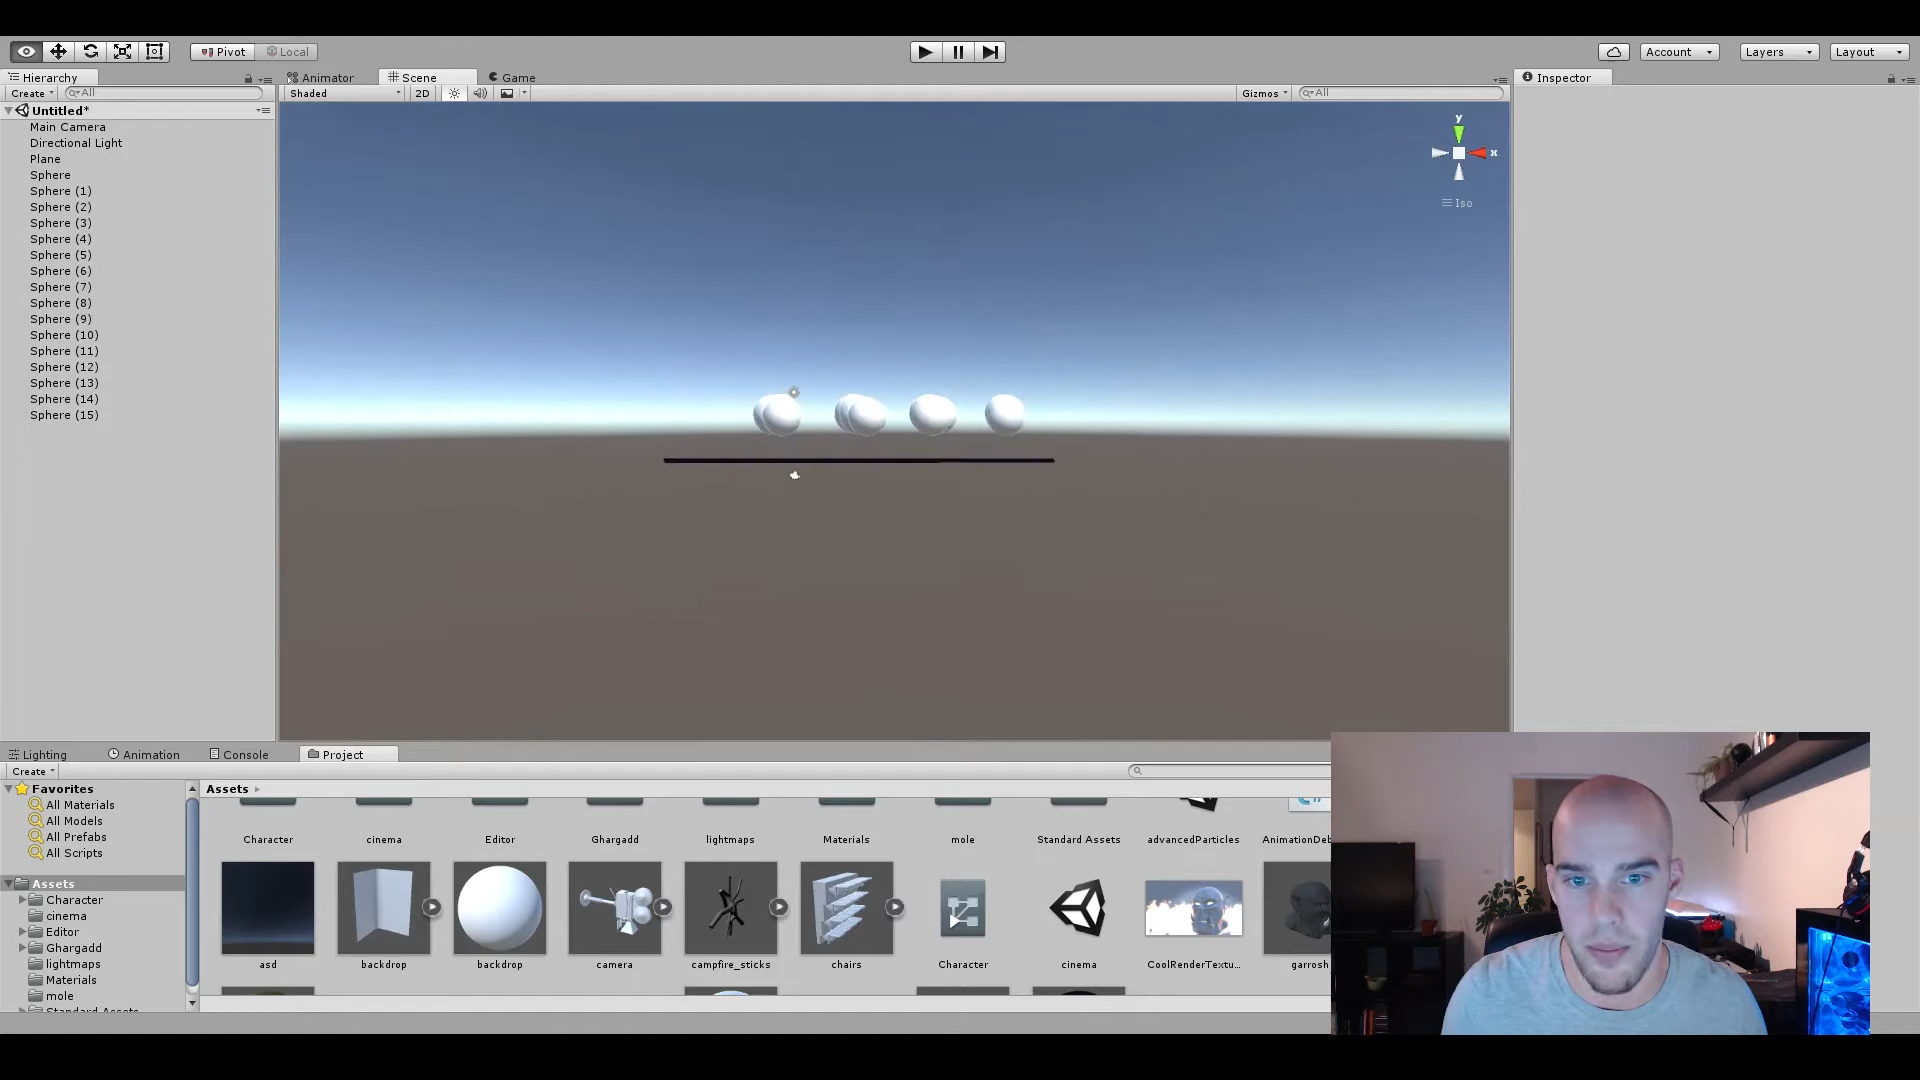 Pivot Local Account Layers Layout
Hierarchy Animator Scene Game Inspector
Create All Shaded 2D Gizmos All
Untitled*
Main Camera
Directional Light
Plane
Sphere
Sphere (1)
Sphere (2)
Sphere (3)
Sphere (4)
Sphere (5)
Sphere (6)
Sphere (7)
Sphere (8)
Sphere (9)
Sphere (10)
Sphere (11)
Sphere (12)
Sphere (13)
Sphere (14)
Sphere (15)
y
x
Iso
Lighting Animation Console Project
Create
Favorites
All Materials
All Models
All Prefabs
All Scripts
Assets
Character
cinema
Editor
Ghargadd
lightmaps
Materials
mole
Standard Assets
Assets
Character cinema Editor Ghargadd lightmaps Materials mole Standard Assets advancedParticles AnimationDeb
asd backdrop backdrop camera campfire_sticks chairs Character cinema CoolRenderTextu... garrosh